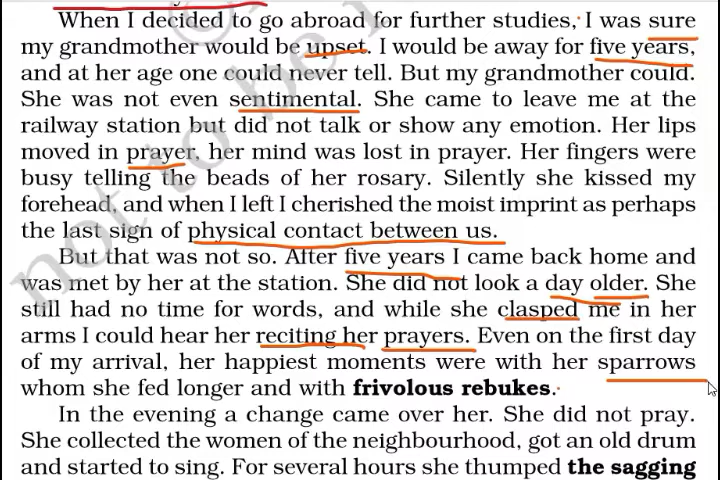 When I decided to go abroad for further studies, I was sure
my grandmother would be upset. I would be away for five years,
and at her age one could never tell. But my grandmother could.
She was not even sentimental. She came to leave me at the
railway station but did not talk or show any emotion. Her lips
moved in prayer, her mind was lost in prayer. Her fingers were
busy telling the beads of her rosary. Silently she kissed my
forehead, and when I left I cherished the moist imprint as perhaps
the last sign of physical contact between us.
But that was not so. After five years I came back home and
was met by her at the station. She did not look a day older. She
still had no time for words, and while she clasped me in her
arms I could hear her reciting her prayers. Even on the first day
of my arrival, her happiest moments were with her sparrows
whom she fed longer and with frivolous rebukes.
In the evening a change came over her. She did not pray.
She collected the women of the neighbourhood, got an old drum
and started to sing. For several hours she thumped the sagging
not to be